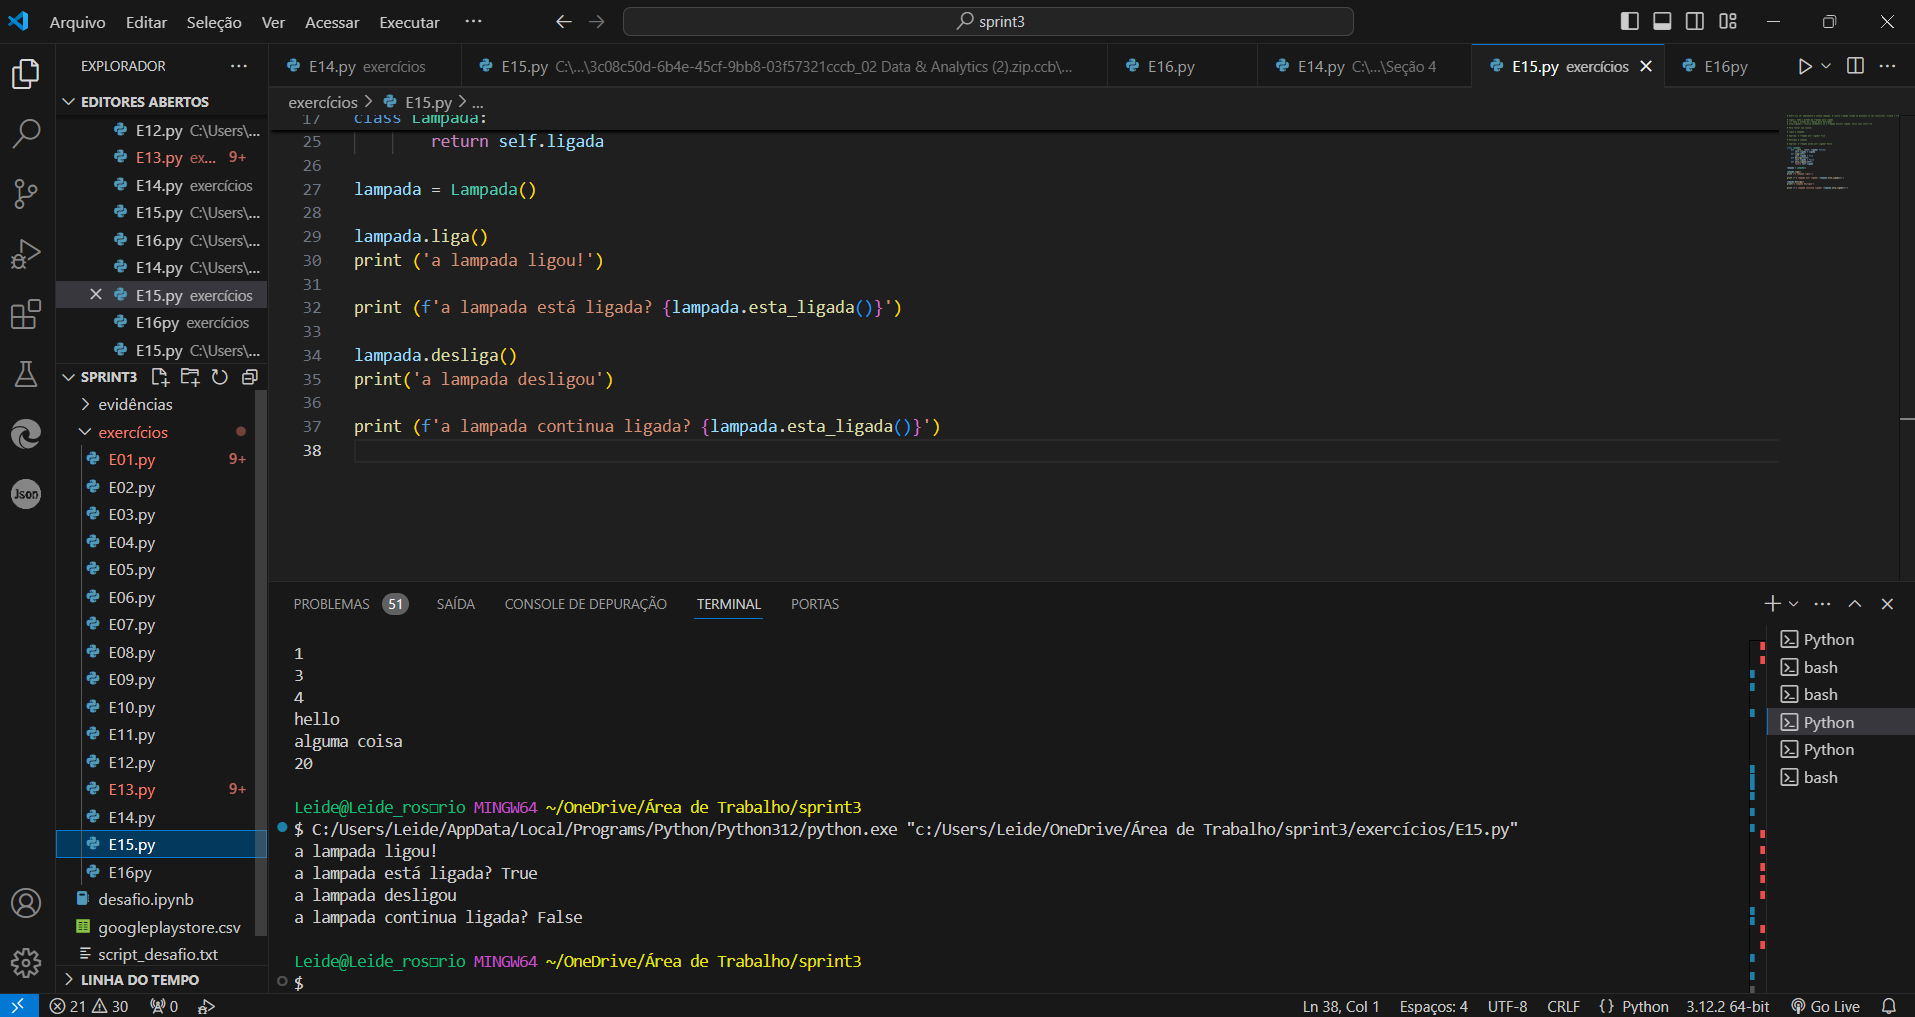 Arquivo Editar Seleção Ver Acessar Executar ··· sprint3
EXPLORADOR ···
E14.py exercícios E15.py C:\...\3c08c50d-6b4e-45cf-9bb8-03f57321cccb_02 Data & Analytics (2).zip.ccb\... E16.py E14.py C:\...\Seção 4 E15.py exercícios E16py
EDITORES ABERTOS
E12.py C:\Users\...
E13.py ex... 9+
E14.py exercícios
E15.py C:\Users\...
E16.py C:\Users\...
E14.py C:\Users\...
E15.py exercícios
E16py exercícios
E15.py C:\Users\...
SPRINT3
evidências
exercícios
E01.py 9+
E02.py
E03.py
E04.py
E05.py
E06.py
E07.py
E08.py
E09.py
E10.py
E11.py
E12.py
E13.py 9+
E14.py
E15.py
E16py
desafio.ipynb
googleplaystore.csv
script_desafio.txt
LINHA DO TEMPO
Json
exercícios > E15.py > ...
17 class Lampada:
25 return self.ligada
26
27 lampada = Lampada()
28
29 lampada.liga()
30 print ('a lampada ligou!')
31
32 print (f'a lampada está ligada? {lampada.esta_ligada()}')
33
34 lampada.desliga()
35 print('a lampada desligou')
36
37 print (f'a lampada continua ligada? {lampada.esta_ligada()}')
38
PROBLEMAS 51 SAÍDA CONSOLE DE DEPURAÇÃO TERMINAL PORTAS
1
3
4
hello
alguma coisa
20
Leide@Leide_ros□rio MINGW64 ~/OneDrive/Área de Trabalho/sprint3
$ C:/Users/Leide/AppData/Local/Programs/Python/Python312/python.exe "c:/Users/Leide/OneDrive/Área de Trabalho/sprint3/exercícios/E15.py"
a lampada ligou!
a lampada está ligada? True
a lampada desligou
a lampada continua ligada? False
Leide@Leide_ros□rio MINGW64 ~/OneDrive/Área de Trabalho/sprint3
$
Python
bash
bash
Python
Python
bash
21 30 0 Ln 38, Col 1 Espaços: 4 UTF-8 CRLF {} Python 3.12.2 64-bit Go Live